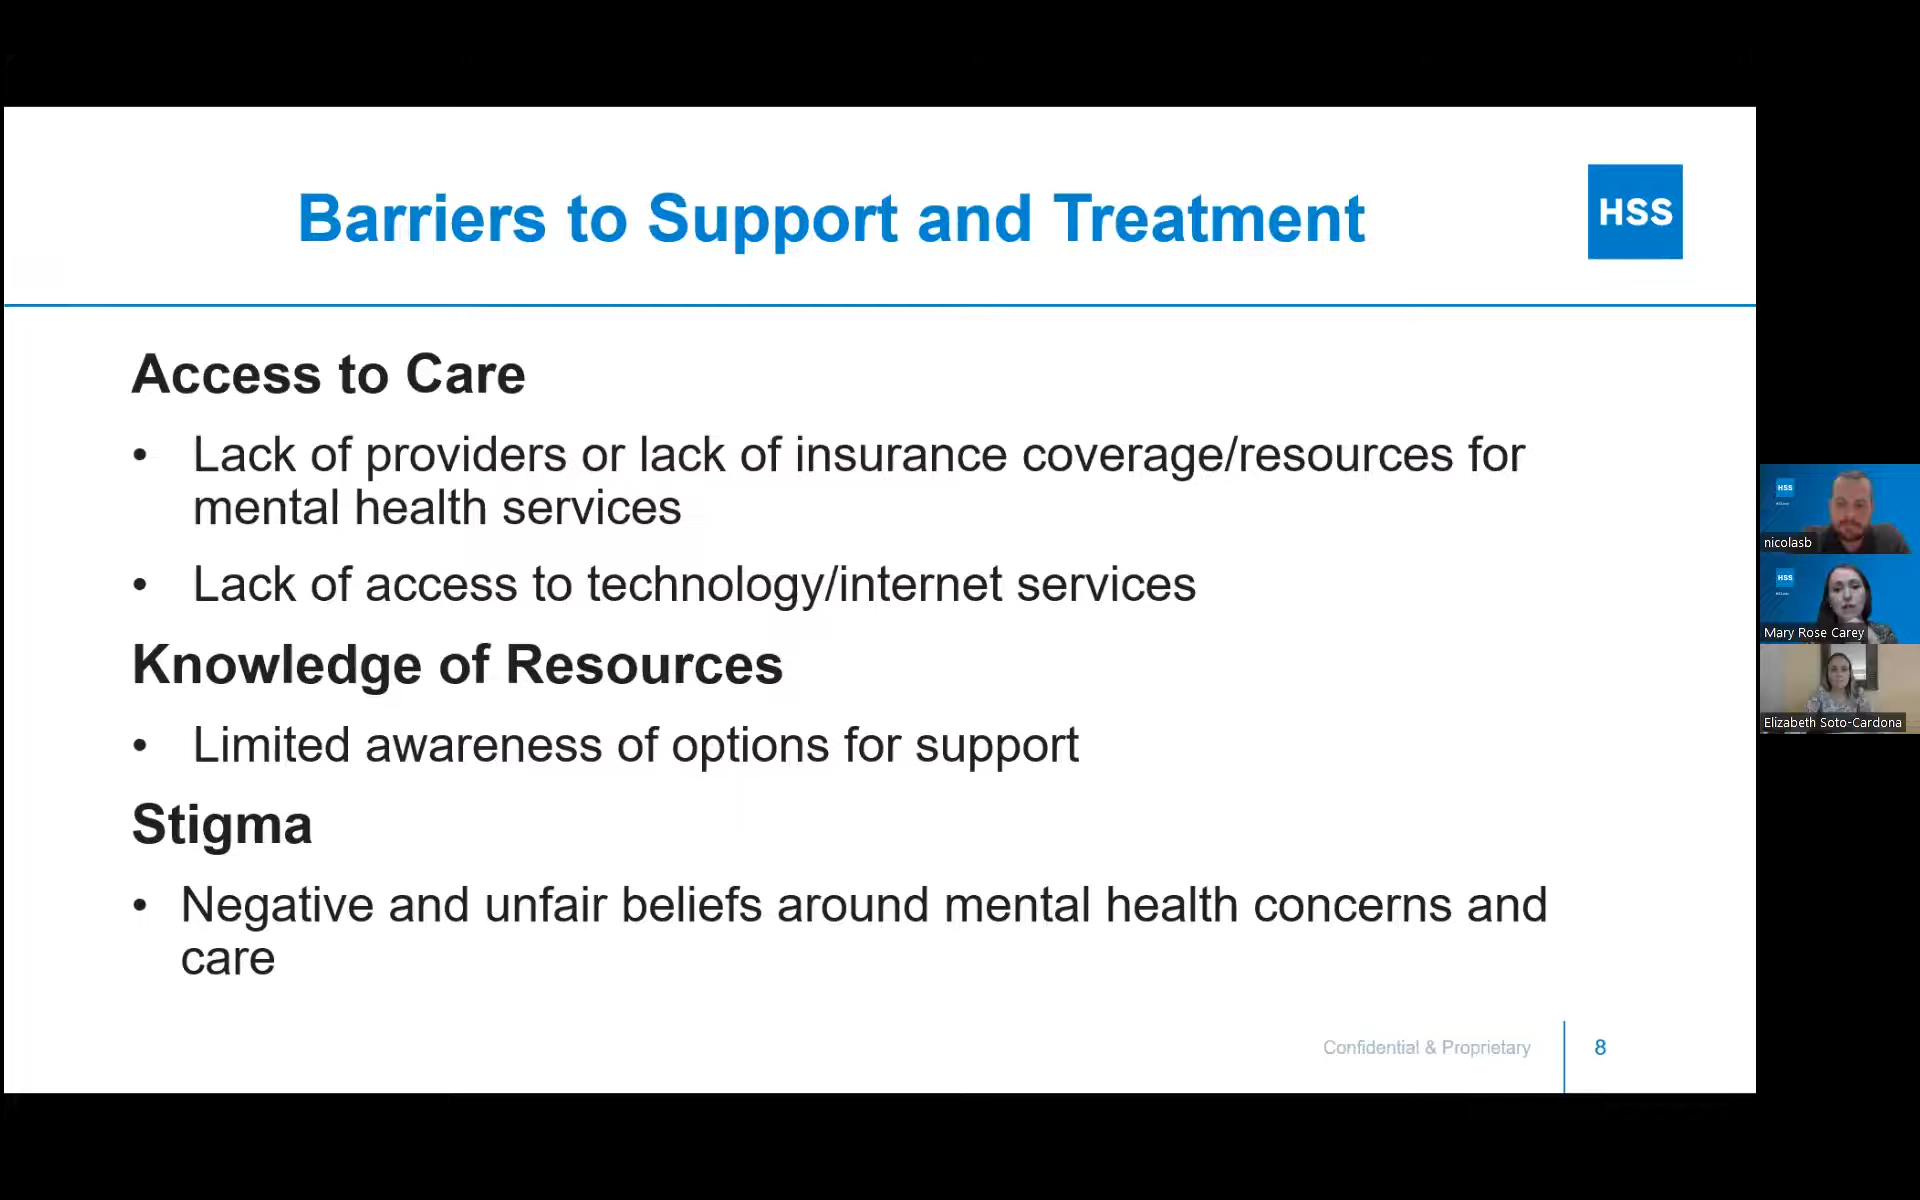 Barriers to Support and Treatment
HSS
Access to Care
• Lack of providers or lack of insurance coverage/resources for
mental health services
• Lack of access to technology/internet services
Knowledge of Resources
• Limited awareness of options for support
Stigma
• Negative and unfair beliefs around mental health concerns and
care
Confidential & Proprietary
8
HSS
nicolasb
HSS
Mary Rose Carey
Elizabeth Soto-Cardona